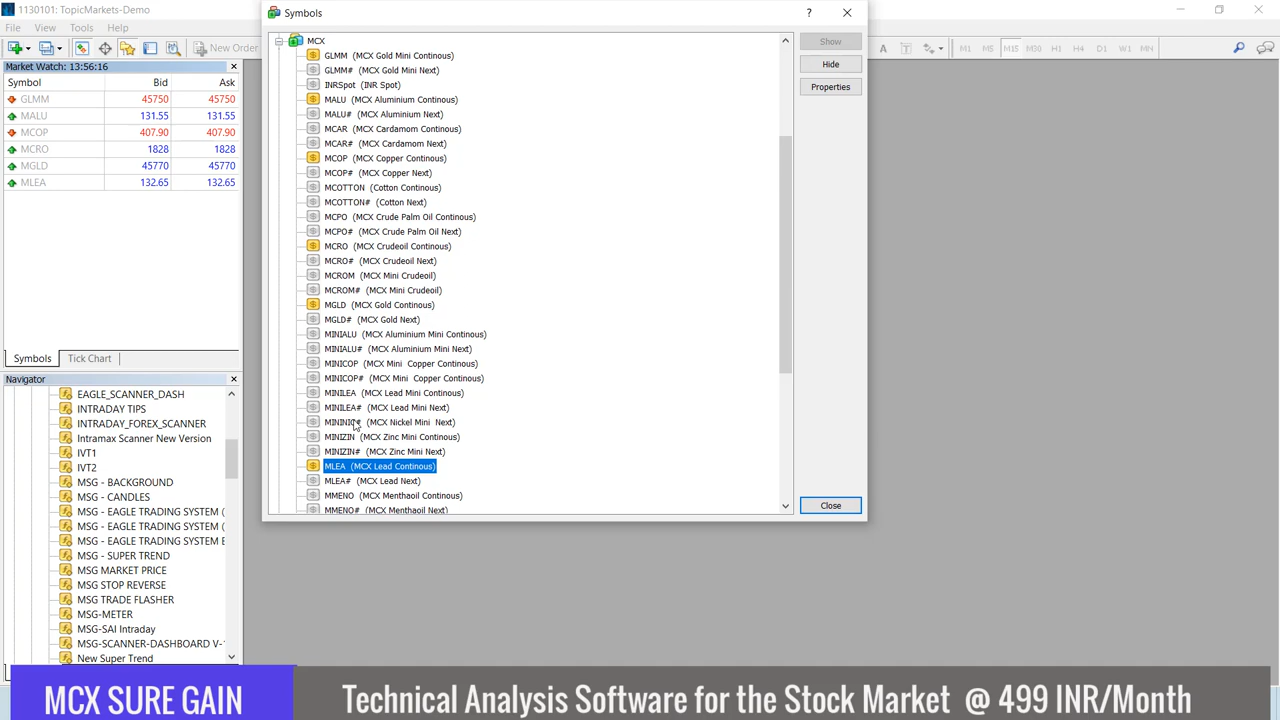 1130101: TopicMarkets-Demo
File View Tools Help
New Order
M1 M5 M15 M30 H1 H4 D1 W1 MN
Market Watch: 13:56:16
Symbol Bid Ask
GLMM 45750 45750
MALU 131.55 131.55
MCOP 407.90 407.90
MCRO 1828 1828
MGLD 45770 45770
MLEA 132.65 132.65
Symbols Tick Chart
Navigator
EAGLE_SCANNER_DASH
INTRADAY TIPS
INTRADAY_FOREX_SCANNER
Intramax Scanner New Version
IVT1
IVT2
MSG - BACKGROUND
MSG - CANDLES
MSG - EAGLE TRADING SYSTEM (
MSG - EAGLE TRADING SYSTEM (
MSG - EAGLE TRADING SYSTEM E
MSG - SUPER TREND
MSG MARKET PRICE
MSG STOP REVERSE
MSG TRADE FLASHER
MSG-METER
MSG-SAI Intraday
MSG-SCANNER-DASHBOARD V-
New Super Trend
Symbols
MCX
GLMM (MCX Gold Mini Continous)
GLMM# (MCX Gold Mini Next)
INRSpot (INR Spot)
MALU (MCX Aluminium Continous)
MALU# (MCX Aluminium Next)
MCAR (MCX Cardamom Continous)
MCAR# (MCX Cardamom Next)
MCOP (MCX Copper Continous)
MCOP# (MCX Copper Next)
MCOTTON (Cotton Continous)
MCOTTON# (Cotton Next)
MCPO (MCX Crude Palm Oil Continous)
MCPO# (MCX Crude Palm Oil Next)
MCRO (MCX Crudeoil Continous)
MCRO# (MCX Crudeoil Next)
MCROM (MCX Mini Crudeoil)
MCROM# (MCX Mini Crudeoil)
MGLD (MCX Gold Continous)
MGLD# (MCX Gold Next)
MINIALU (MCX Aluminium Mini Continous)
MINIALU# (MCX Aluminium Mini Next)
MINICOP (MCX Mini Copper Continous)
MINICOP# (MCX Mini Copper Continous)
MINILEA (MCX Lead Mini Continous)
MINILEA# (MCX Lead Mini Next)
MININIC# (MCX Nickel Mini Next)
MINIZIN (MCX Zinc Mini Continous)
MINIZIN# (MCX Zinc Mini Next)
MLEA (MCX Lead Continous)
MLEA# (MCX Lead Next)
MMENO (MCX Menthaoil Continous)
MMENO# (MCX Menthaoil Next)
Show
Hide
Properties
Close
MCX SURE GAIN
Technical Analysis Software for the Stock Market @ 499 INR/Month